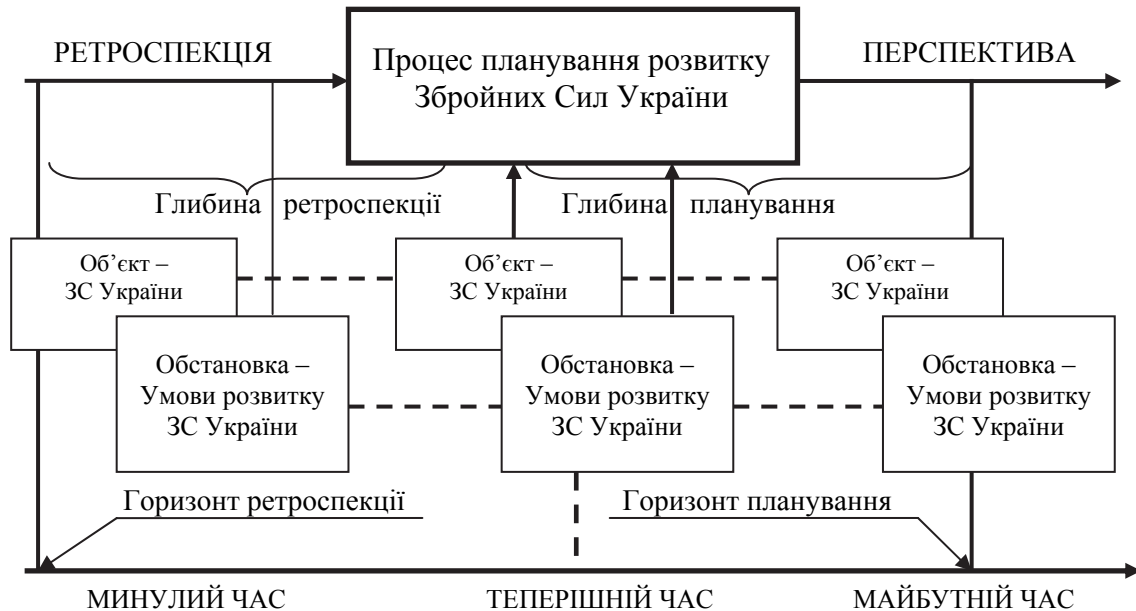 РЕТРОСПЕКЦІЯ
Процес планування розвитку
Збройних Сил України
ПЕРСПЕКТИВА
Глибина ретроспекції
Глибина планування
Об’єкт –
ЗС України
Об’єкт –
ЗС України
Об’єкт –
ЗС України
Обстановка –
Умови розвитку
ЗС України
Обстановка –
Умови розвитку
ЗС України
Обстановка –
Умови розвитку
ЗС України
Горизонт ретроспекції
Горизонт планування
МИНУЛИЙ ЧАС
ТЕПЕРІШНІЙ ЧАС
МАЙБУТНІЙ ЧАС